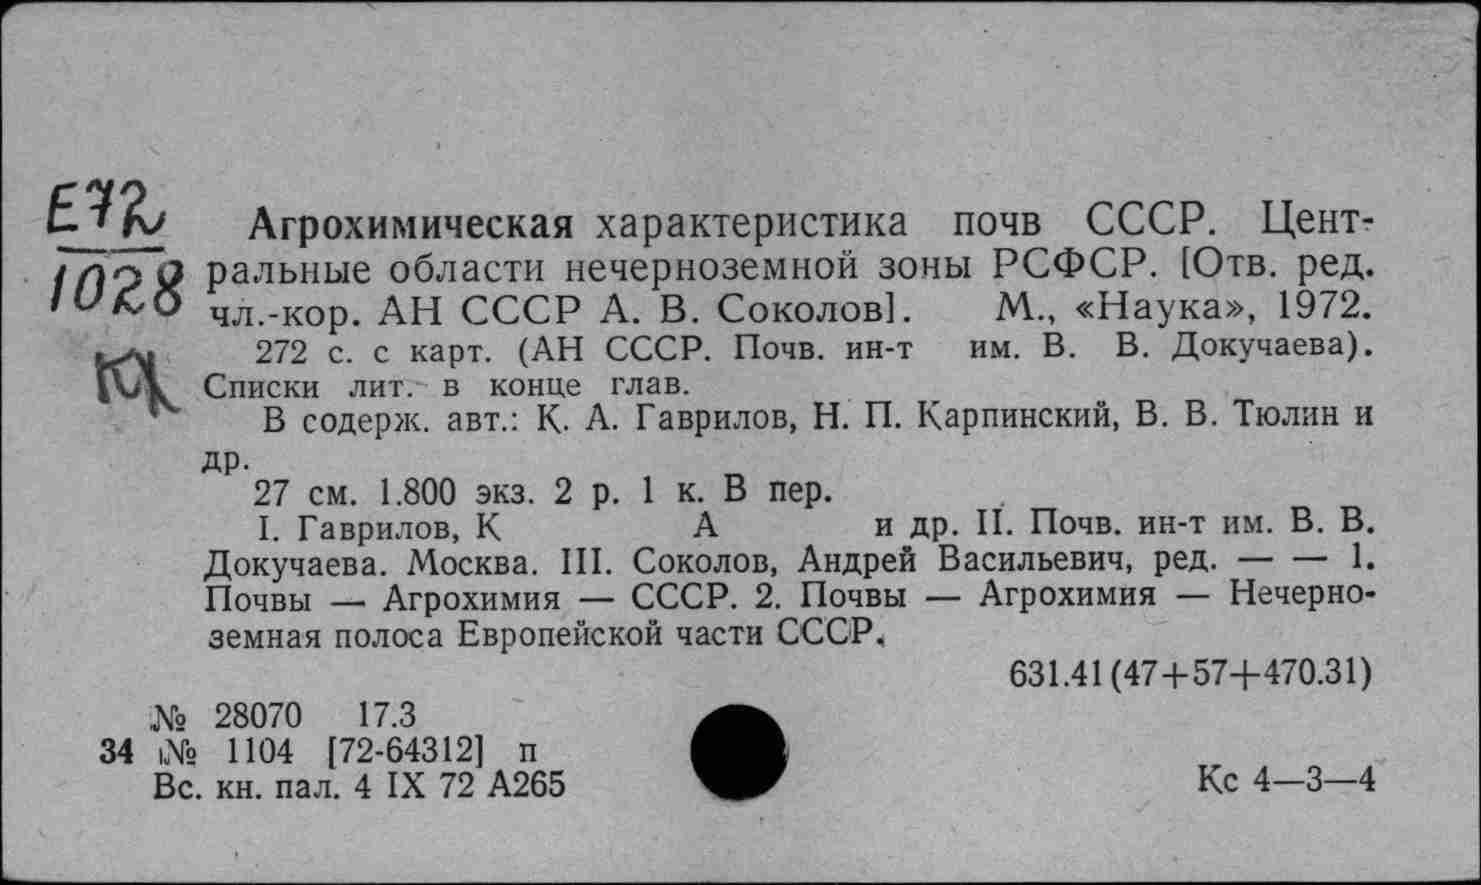 Е72
1028
Агрохимическая характеристика почв СССР. Цент-
ральные области нечерноземной зоны РСФСР. [Отв. ред.
чл.-кор. АН СССР А. В. Соколов]. М., «Наука», 1972.
272 с. с карт. (АН СССР. Почв. ин-т им. В. В. Докучаева).
Списки лит. в конце глав.
В содерж. авт.: К. А. Гаврилов, Н. П. Карпинский, В. В. Тюлин и
др.
27 см. 1.800 экз. 2 р. 1 к. В пер.
I. Гаврилов, К А и др. II. Почв. ин-т им. В. В.
Докучаева. Москва. III. Соколов, Андрей Васильевич, ред. — — 1.
Почвы — Агрохимия — СССР. 2. Почвы — Агрохимия — Нечерно-
земная полоса Европейской части СССР.
631.41(47+57+470.31)
№ 28070 17.3
34 № 1104 [72-64312] п
Вс. кн. пал. 4 IX 72 А265
Кс 4—3—4